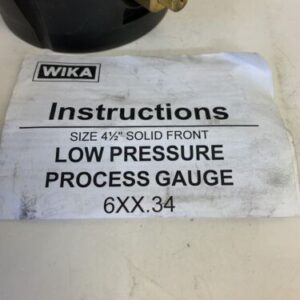 WIKA
Instructions
SIZE 4½" SOLID FRONT
LOW PRESSURE
PROCESS GAUGE
6XX.34